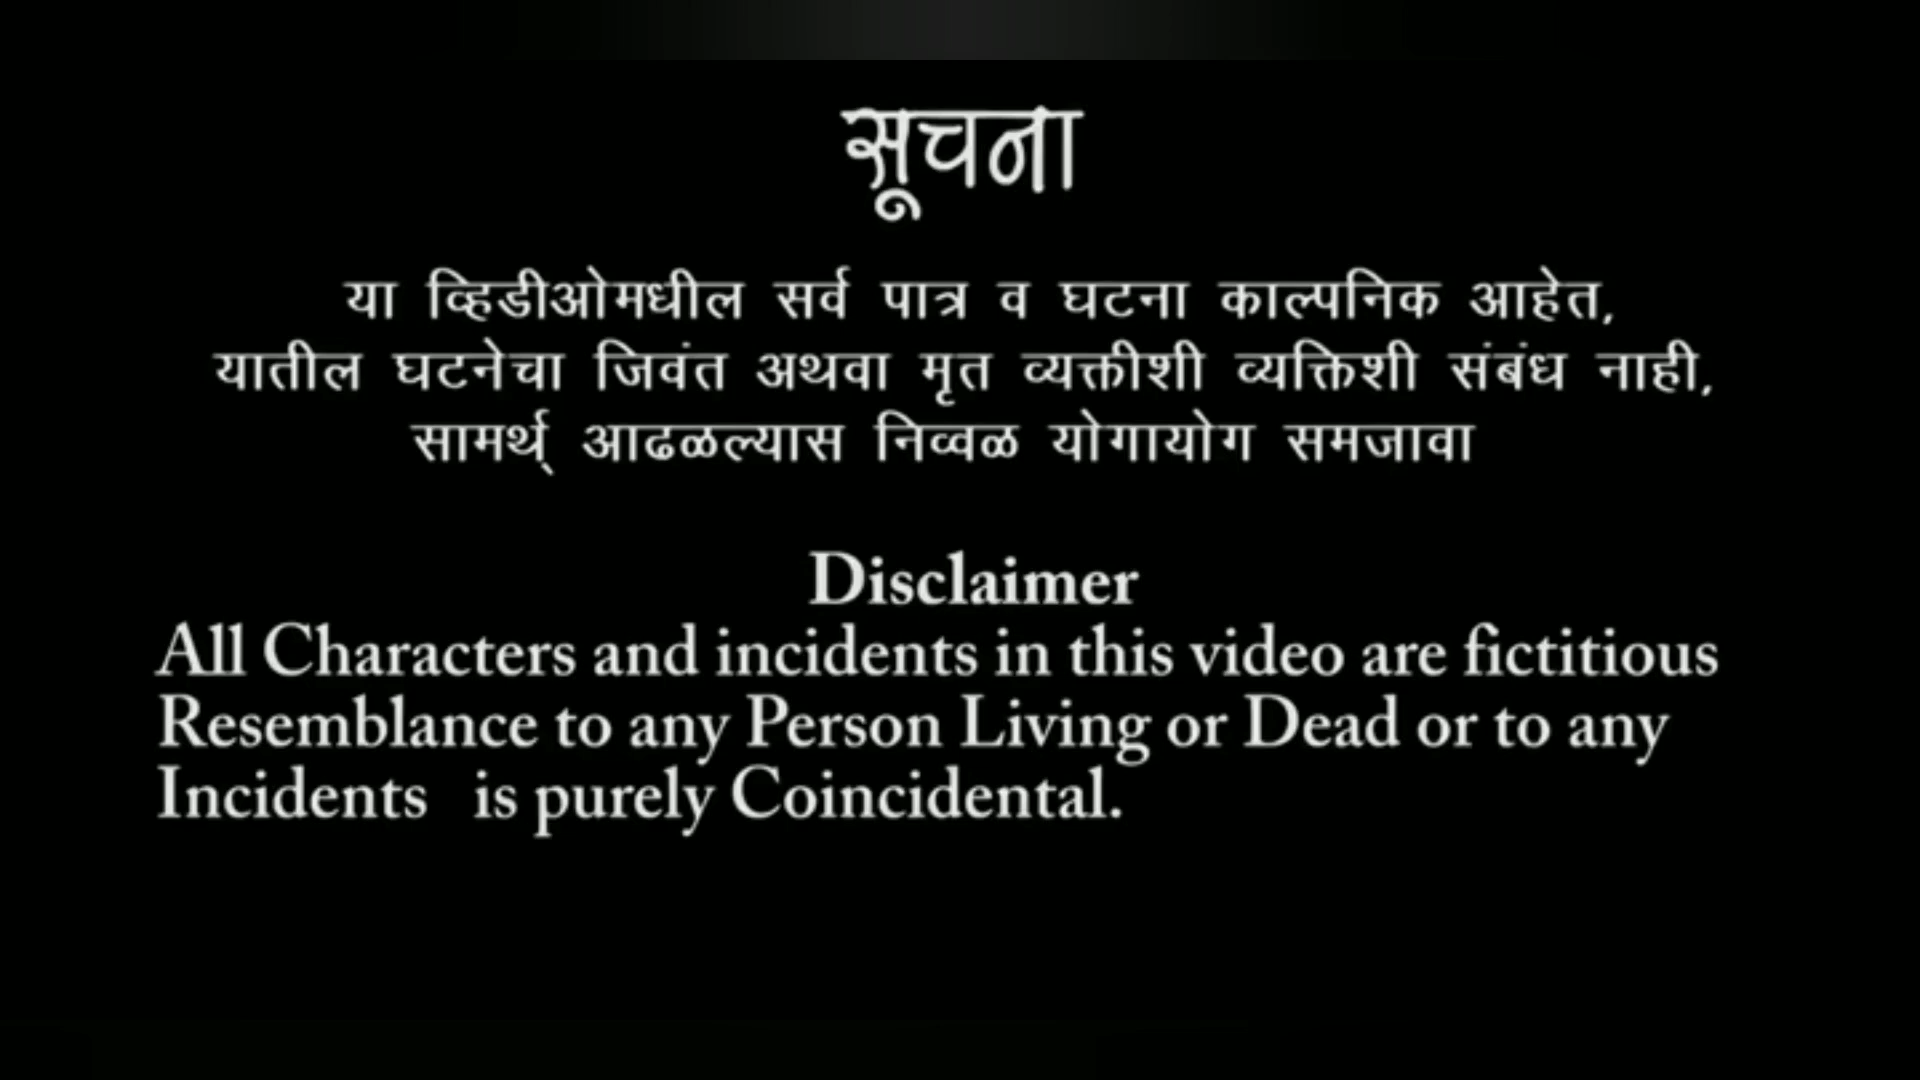 सूचना
या व्हिडीओमधील सर्व पात्र व घटना काल्पनिक आहेत,
यातील घटनेचा जिवंत अथवा मृत व्यक्तीशी व्यक्तिशी संबंध नाही,
सामर्थ् आढळल्यास निव्वळ योगायोग समजावा
Disclaimer
All Characters and incidents in this video are fictitious
Resemblance to any Person Living or Dead or to any
Incidents is purely Coincidental.